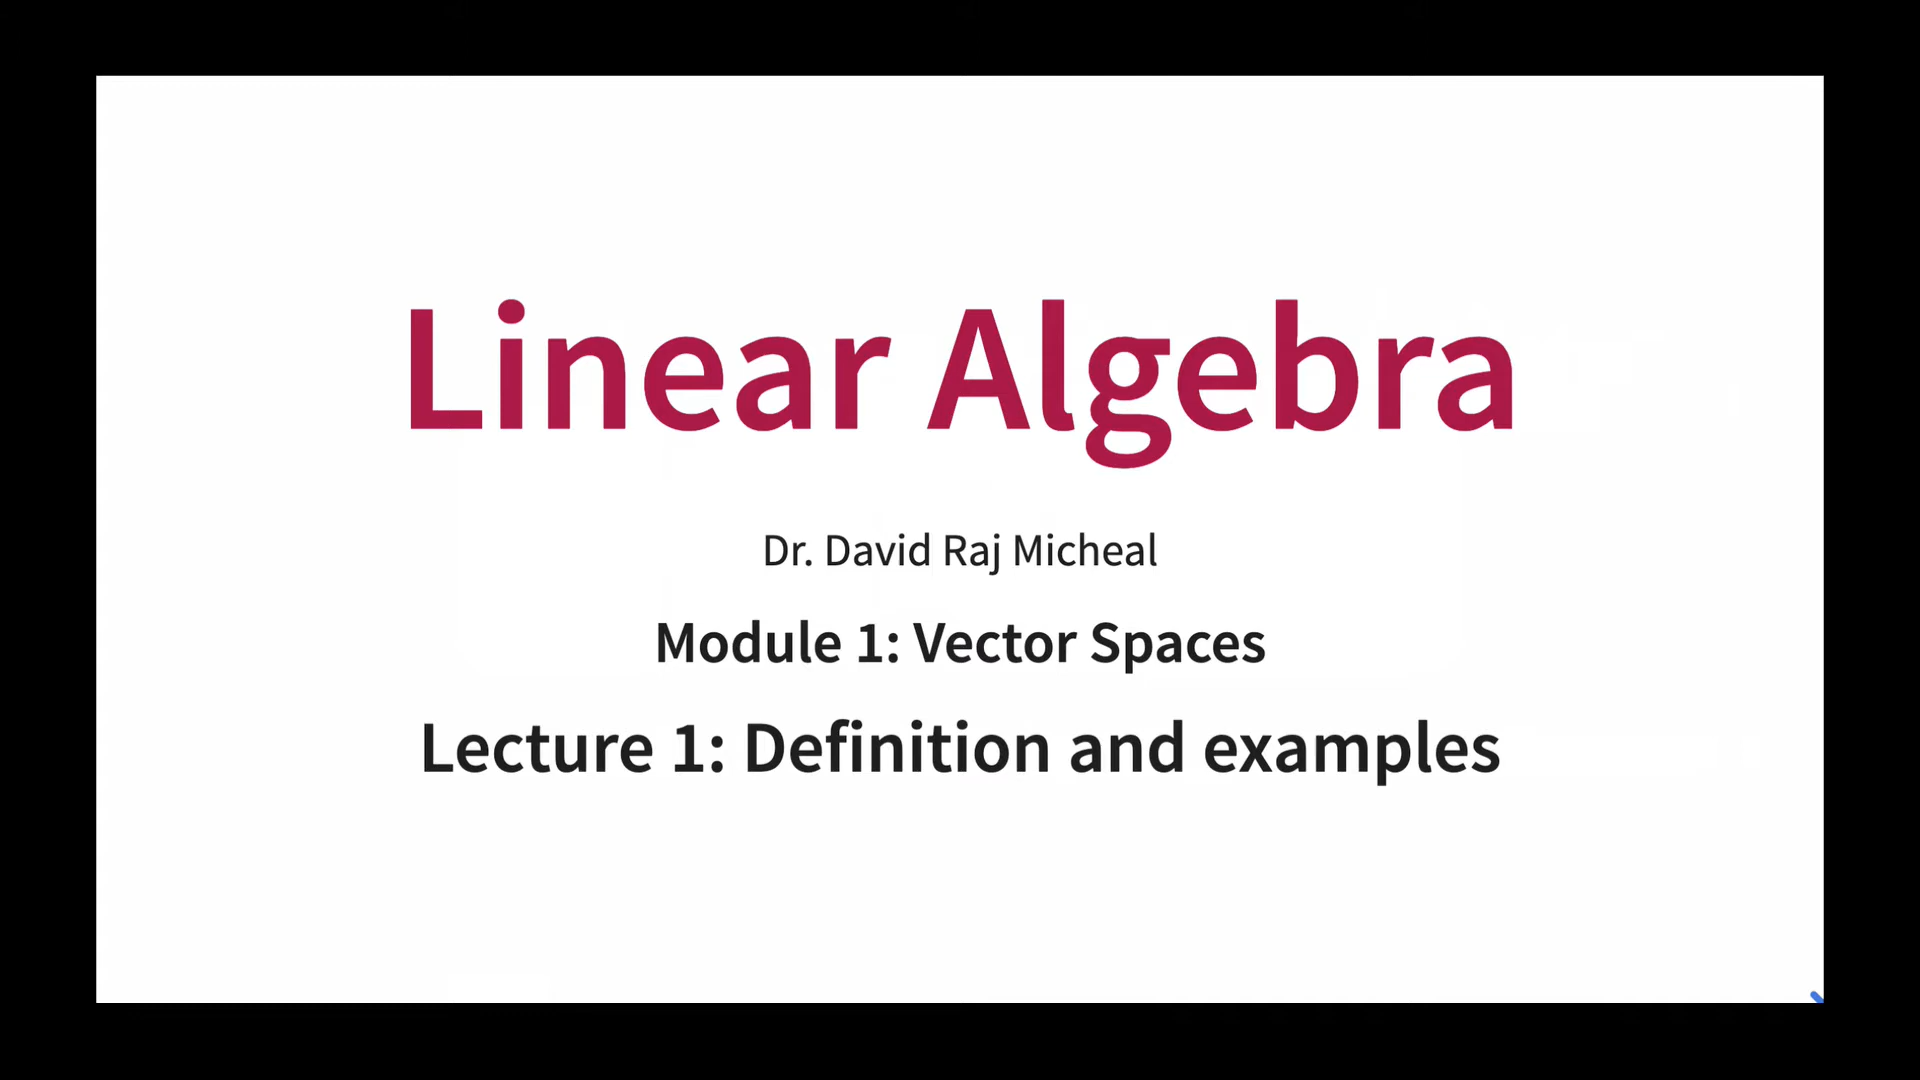 Linear Algebra
Dr. David Raj Micheal
Module 1: Vector Spaces
Lecture 1: Definition and examples